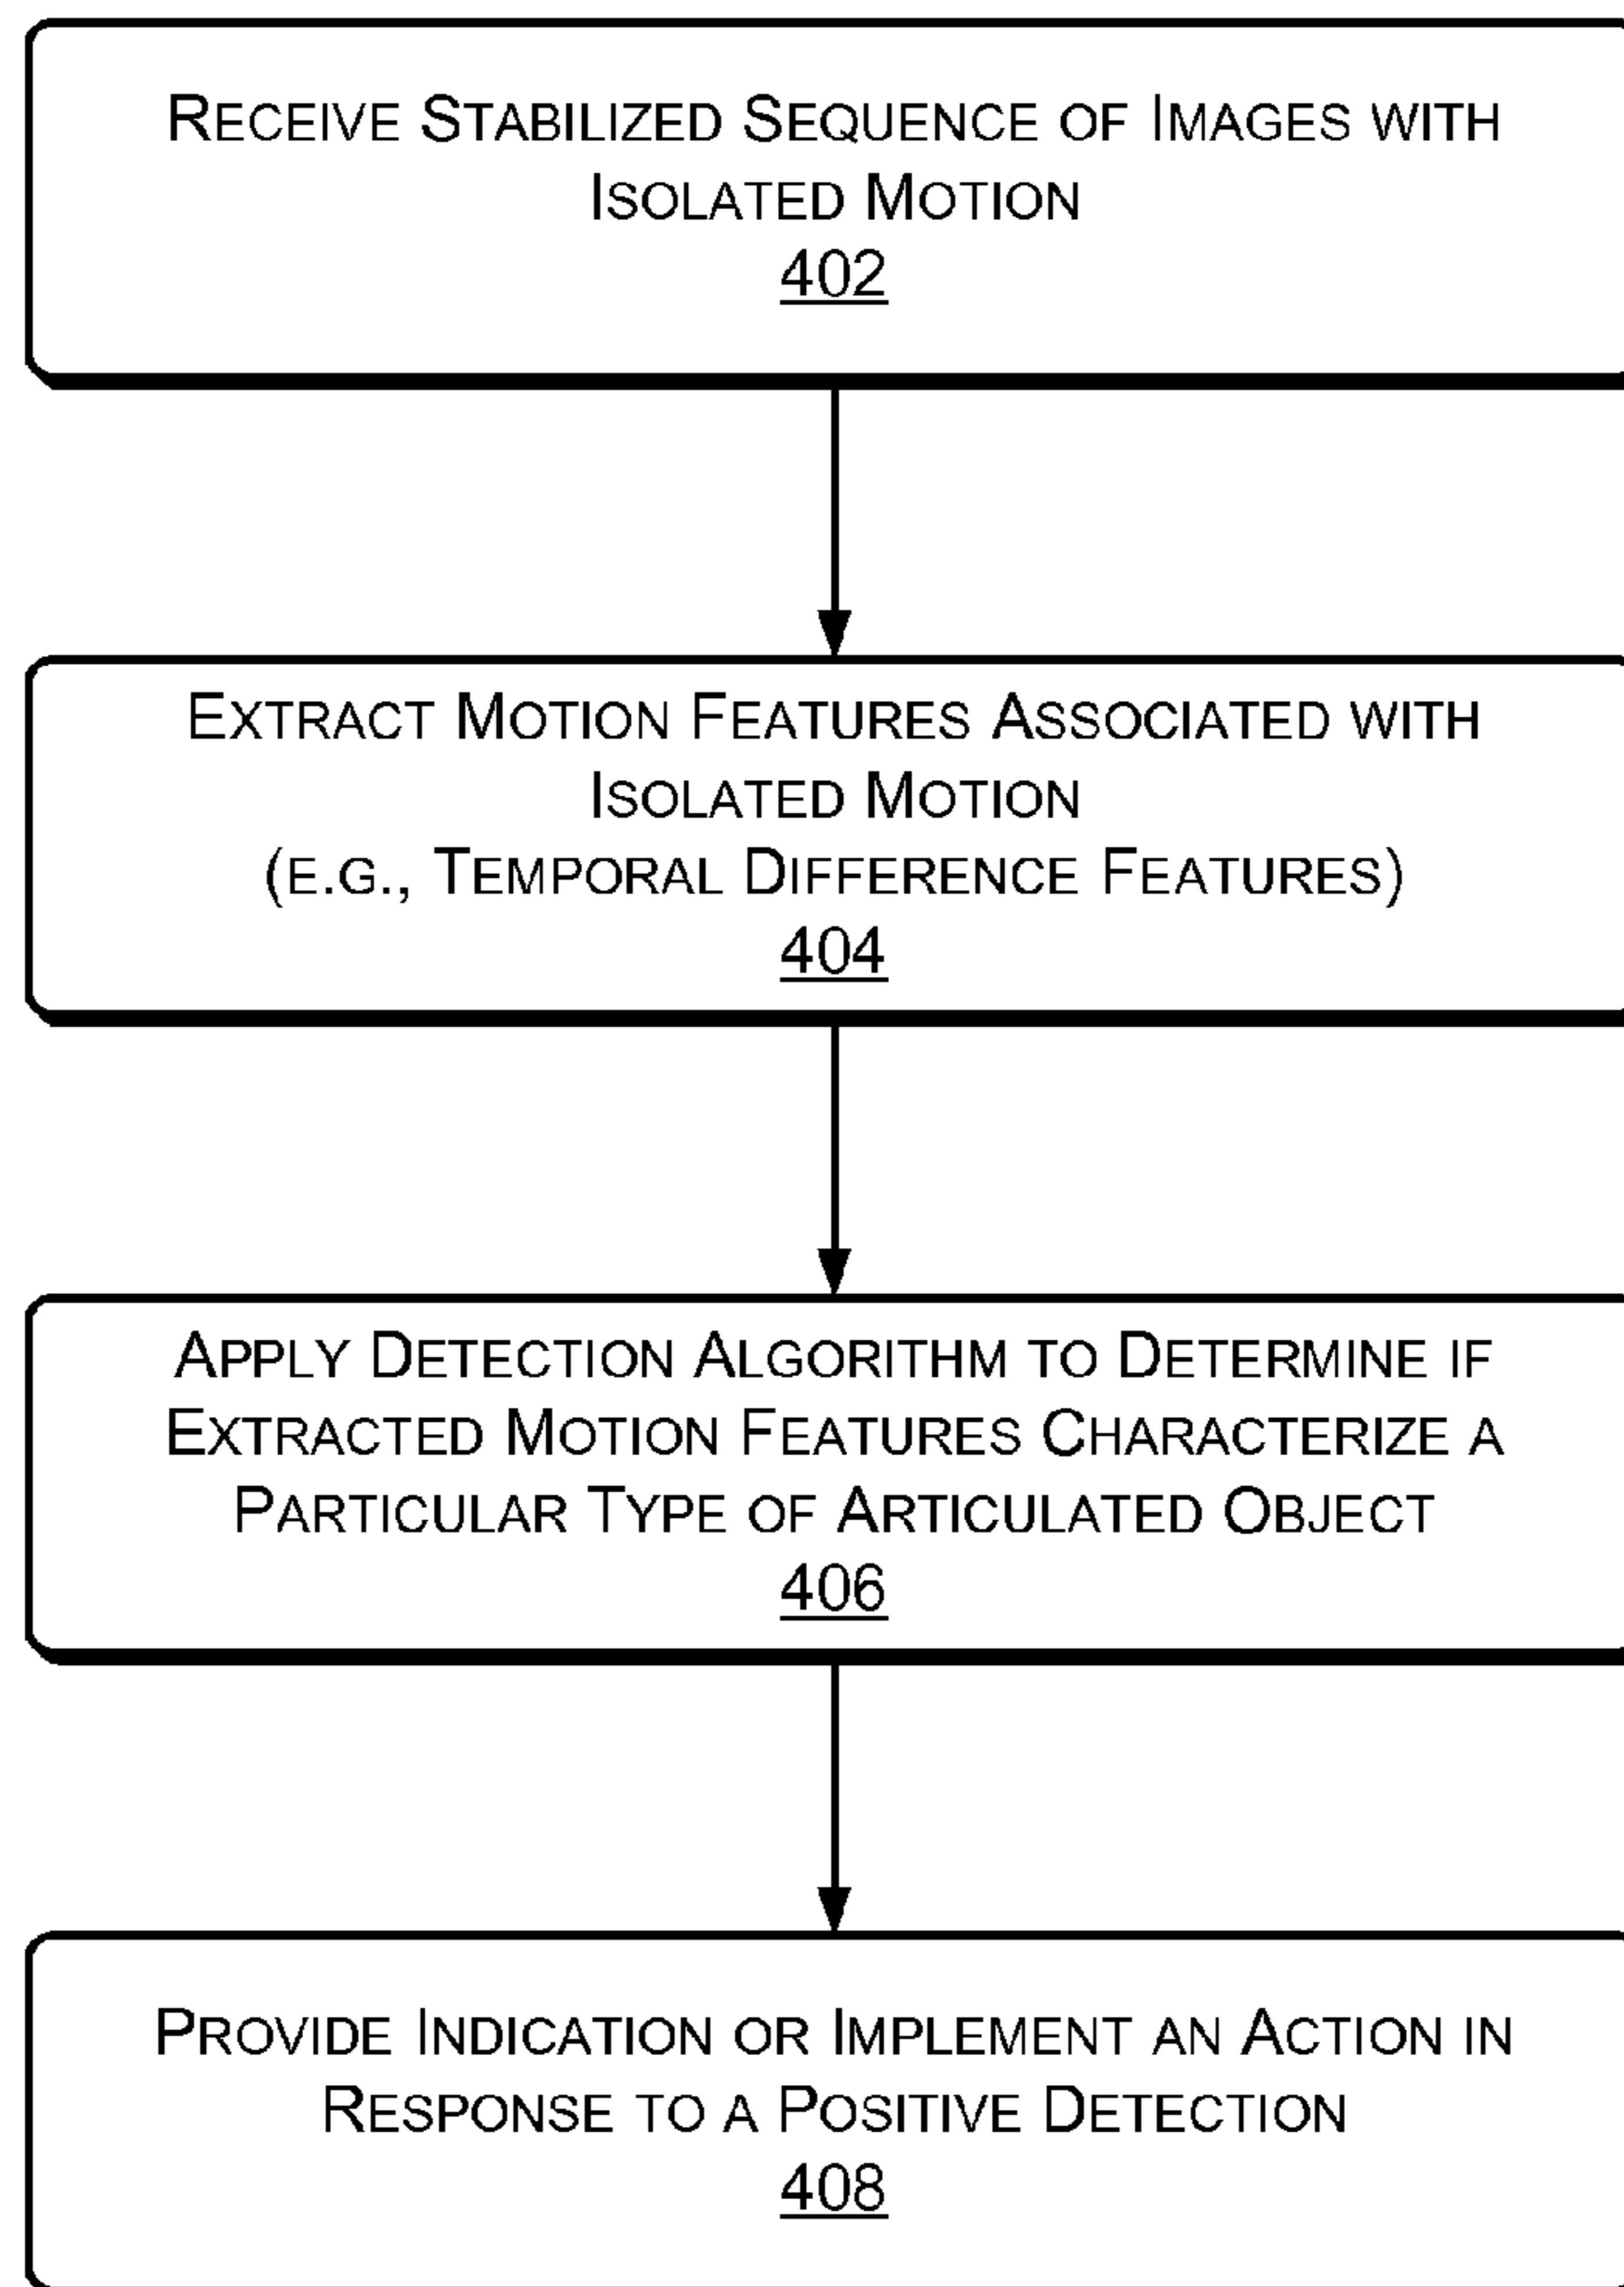 RECEIVE STABILIZED SEQUENCE OF IMAGES WITH
ISOLATED MOTION
402
EXTRACT MOTION FEATURES ASSOCIATED WITH
ISOLATED MOTION
(E.G., TEMPORAL DIFFERENCE FEATURES)
404
APPLY DETECTION ALGORITHM TO DETERMINE IF
EXTRACTED MOTION FEATURES CHARACTERIZE A
PARTICULAR TYPE OF ARTICULATED OBJECT
406
PROVIDE INDICATION OR IMPLEMENT AN ACTION IN
RESPONSE TO A POSITIVE DETECTION
408